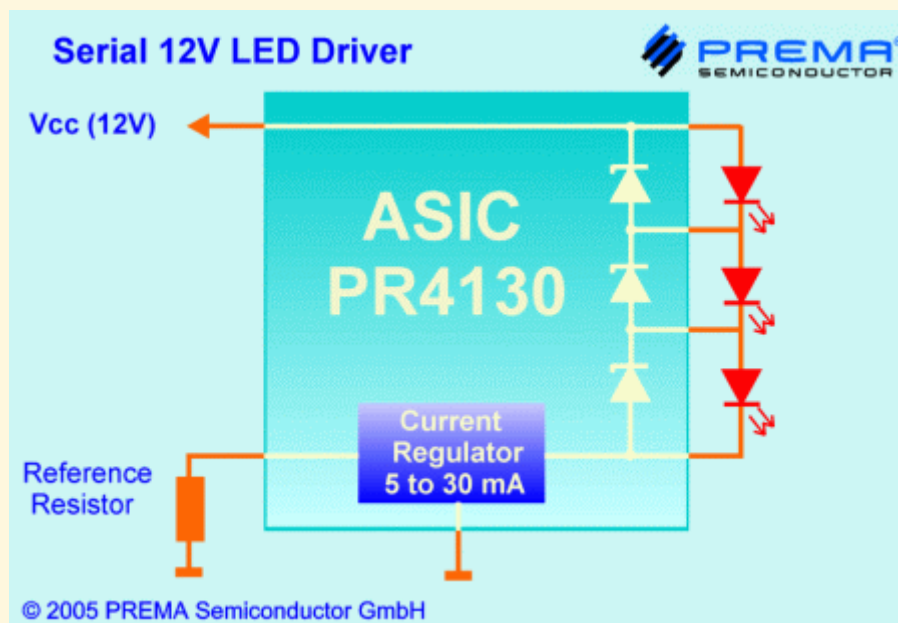 Serial 12V LED Driver
PREMA®
SEMICONDUCTOR
Vcc (12V)
ASIC
PR4130
Current
Regulator
5 to 30 mA
Reference
Resistor
© 2005 PREMA Semiconductor GmbH